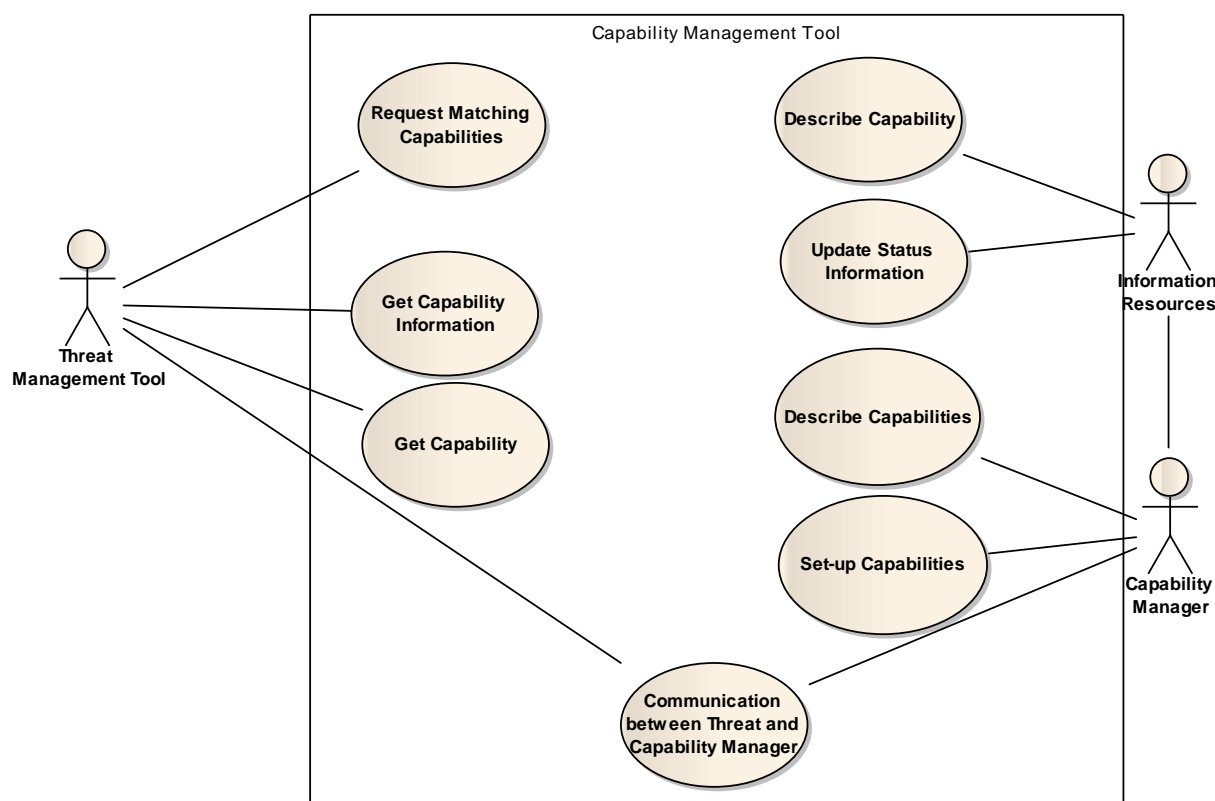 Capability Management Tool
Request Matching
Capabilities
Describe Capability
Update Status
Information
Information
Resources
Get Capability
Information
Threat
Management Tool
Get Capability
Describe Capabilities
Set-up Capabilities
Capability
Manager
Communication
between Threat and
Capability Manager